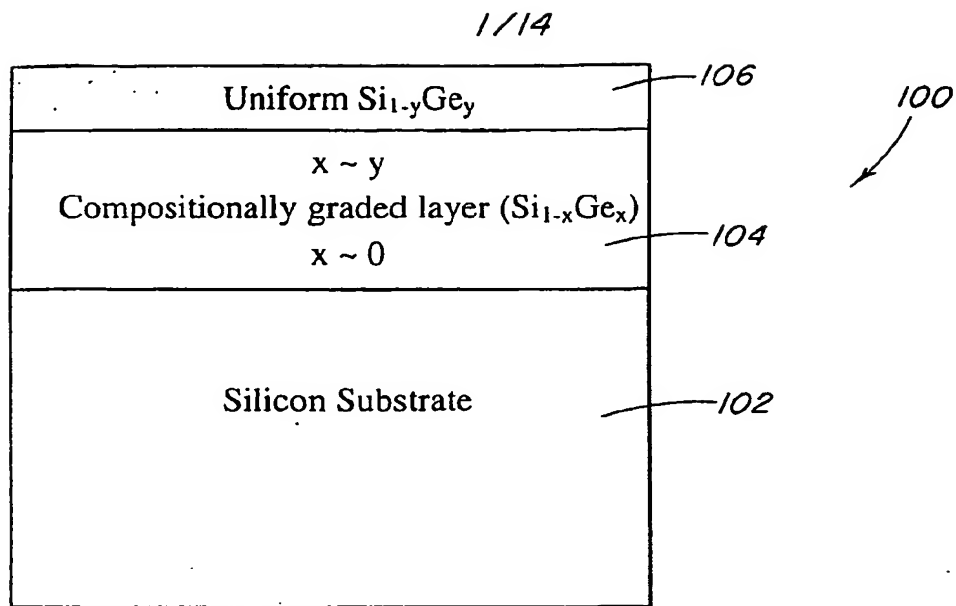 1/14
106
Uniform Si₁₋yGey
100
x ~ y
Compositionally graded layer (Si₁₋ₓGeₓ)
104
x ~ 0
Silicon Substrate
102